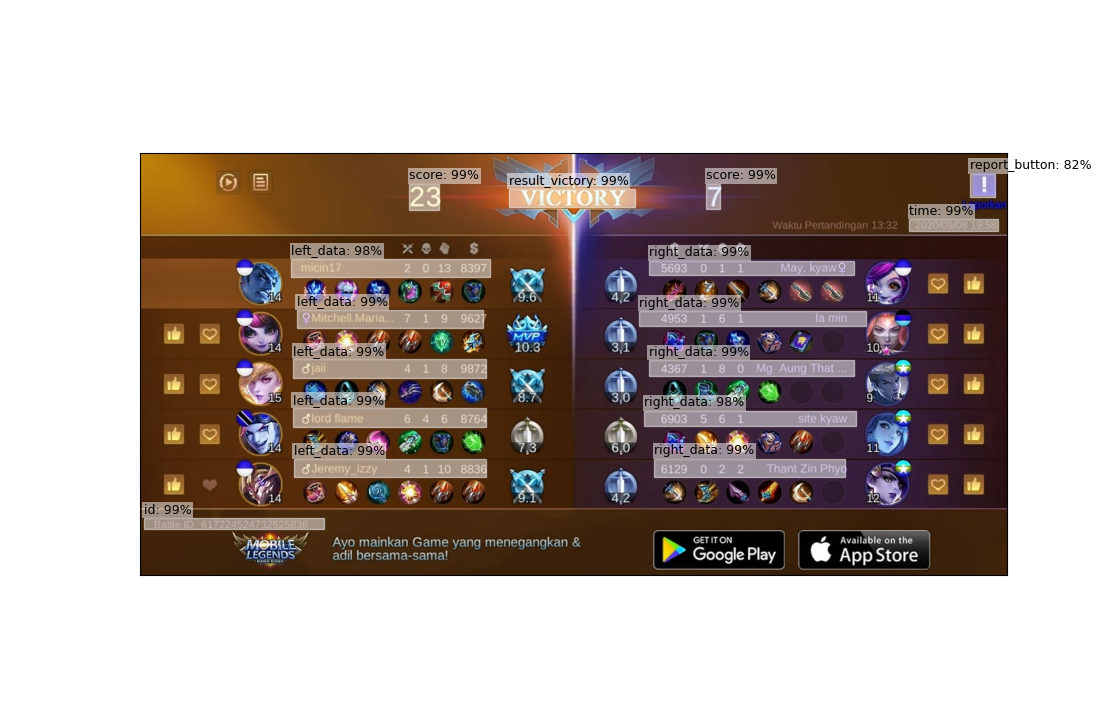 report_button: 82%
score: 99%
result_victory: 99%
score: 99%
23
VICTORY
7
!
time: 99%
Waktu Pertandingan 13:32
2020/09/08 19:58
left_data: 98%
right_data: 99%
micin17 2 0 13 8397
5693 0 1 1 May. kyaw♀
14
9.6
4,2
11
left_data: 99%
right_data: 99%
♀Mitchell.Maria... 7 1 9 9627
4953 1 6 1 la min
14
MVP
10.3
3,1
10
left_data: 99%
right_data: 99%
♂jaii 4 1 8 9872
4367 1 8 0 Mg Aung That ...
15
8.7
3,0
9
left_data: 99%
right_data: 98%
♂lord flame 6 4 6 8764
6903 5 6 1 site kyaw
14
7,3
6,0
11
left_data: 99%
right_data: 99%
♂Jeremy_izzy 4 1 10 8836
6129 0 2 2 Thant Zin Phyo
14
9.1
4,2
12
id: 99%
Battle ID:
MOBILE
LEGENDS
BANG BANG
Ayo mainkan Game yang menegangkan &
adil bersama-sama!
GET IT ON
Google Play
Available on the
App Store